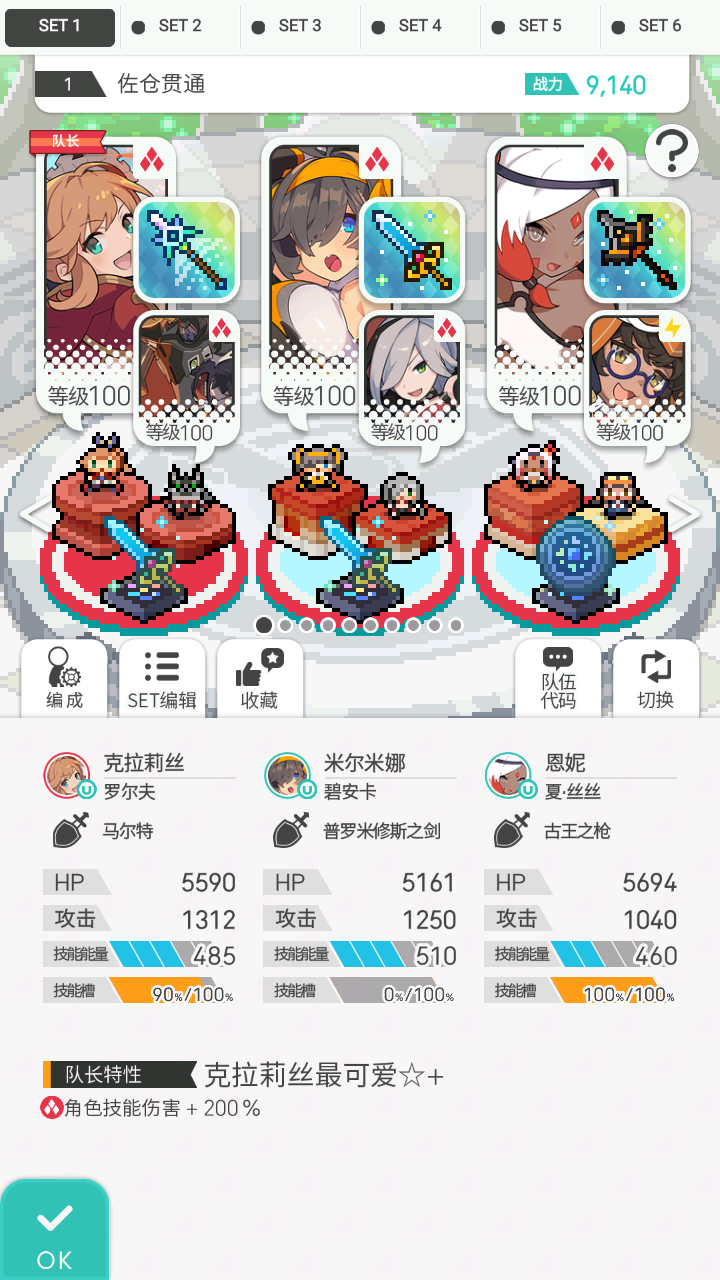 SET 1 SET 2 SET 3 SET 4 SET 5 SET 6
1 佐仓贯通 战力 9,140
队长
?
等级100 等级100 等级100
等级100 等级100 等级100
编成 SET编辑 收藏 队伍代码 切换
克拉莉丝 米尔米娜 恩妮
罗尔夫 碧安卡 夏·丝丝
马尔特 普罗米修斯之剑 古王之枪
HP 5590 HP 5161 HP 5694
攻击 1312 攻击 1250 攻击 1040
技能能量 485 技能能量 510 技能能量 460
技能槽 90%/100% 技能槽 0%/100% 技能槽 100%/100%
队长特性 克拉莉丝最可爱☆+
角色技能伤害 + 200％
OK